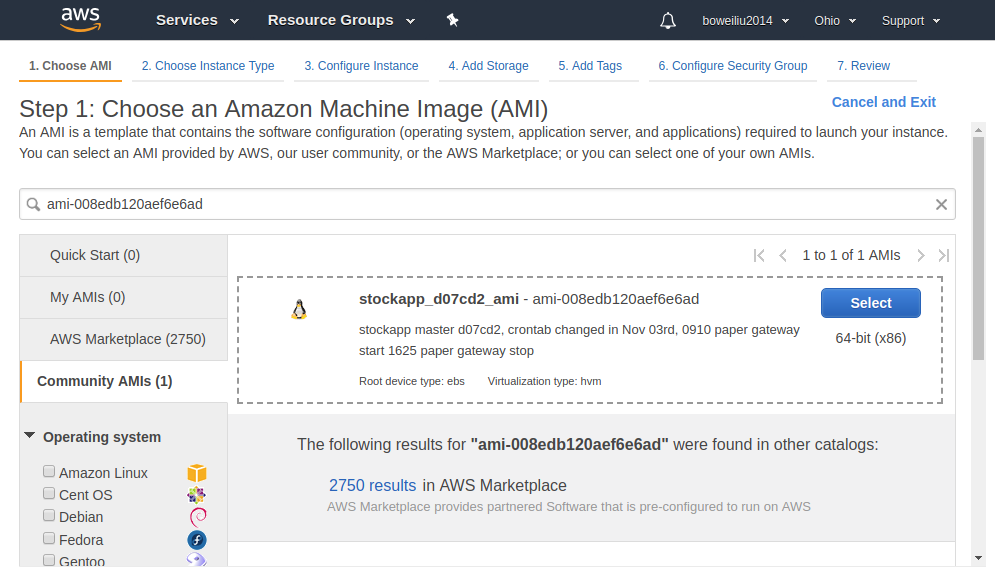 aws Services Resource Groups boweiliu2014 Ohio Support
1. Choose AMI 2. Choose Instance Type 3. Configure Instance 4. Add Storage 5. Add Tags 6. Configure Security Group 7. Review
Step 1: Choose an Amazon Machine Image (AMI)
Cancel and Exit
An AMI is a template that contains the software configuration (operating system, application server, and applications) required to launch your instance.
You can select an AMI provided by AWS, our user community, or the AWS Marketplace; or you can select one of your own AMIs.
ami-008edb120aef6e6ad
Quick Start (0)
My AMIs (0)
AWS Marketplace (2750)
Community AMIs (1)
Operating system
Amazon Linux
Cent OS
Debian
Fedora
Gentoo
1 to 1 of 1 AMIs
stockapp_d07cd2_ami - ami-008edb120aef6e6ad
stockapp master d07cd2, crontab changed in Nov 03rd, 0910 paper gateway
start 1625 paper gateway stop
Root device type: ebs Virtualization type: hvm
Select
64-bit (x86)
The following results for "ami-008edb120aef6e6ad" were found in other catalogs:
2750 results in AWS Marketplace
AWS Marketplace provides partnered Software that is pre-configured to run on AWS